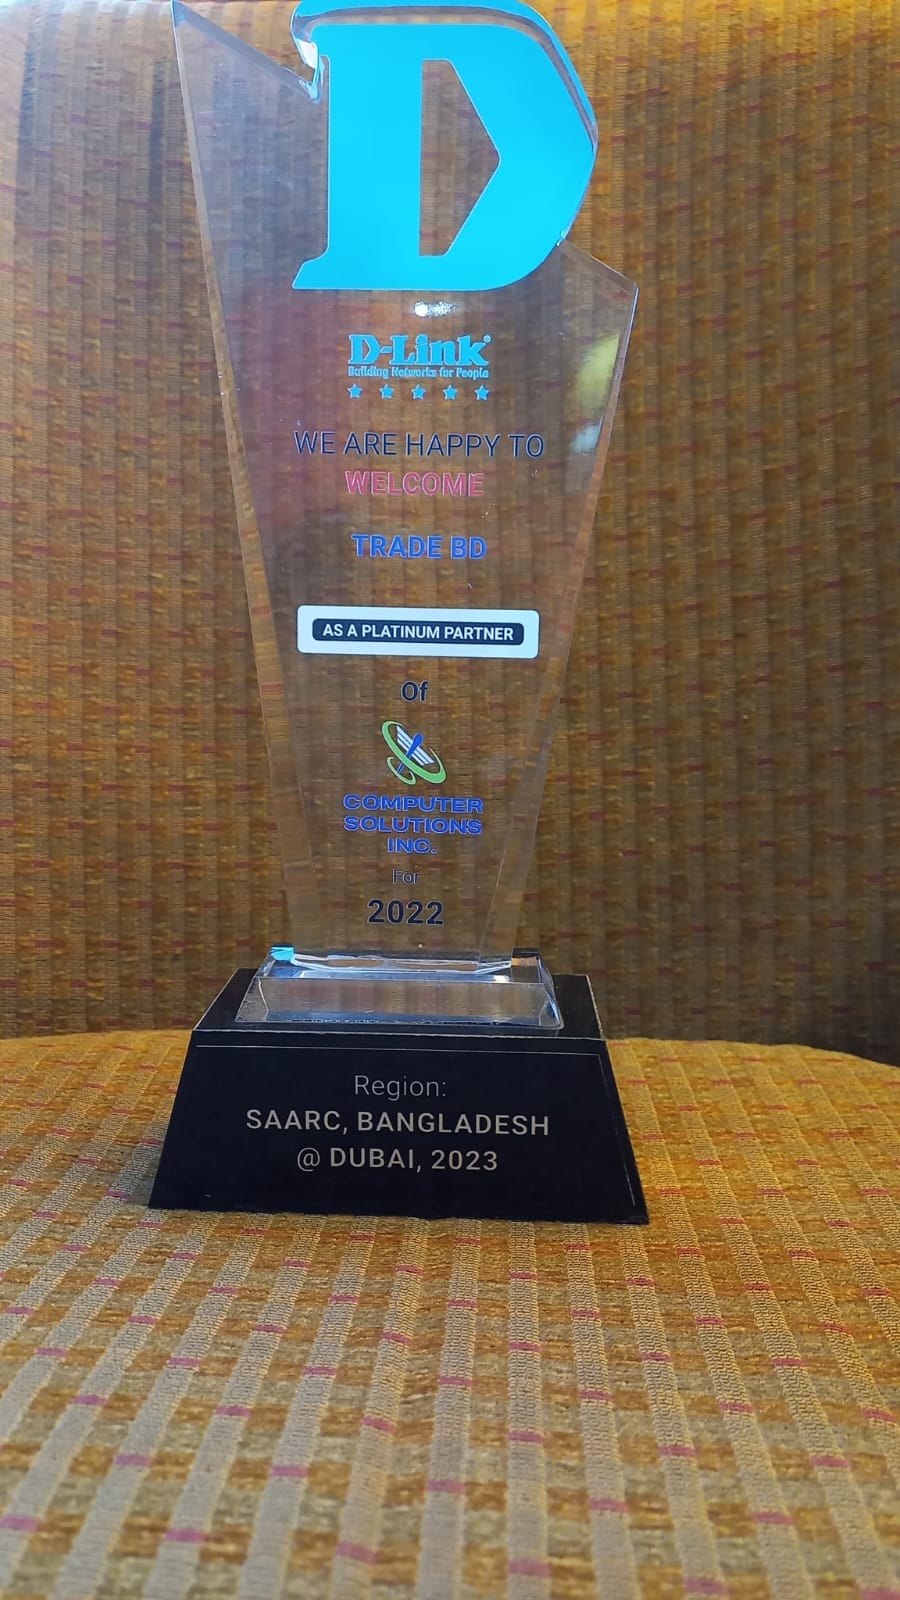 D
D-Link®
Building Networks for People
WE ARE HAPPY TO
WELCOME
TRADE BD
AS A PLATINUM PARTNER
Of
COMPUTER
SOLUTIONS
INC.
For
2022
Region:
SAARC, BANGLADESH
@ DUBAI, 2023